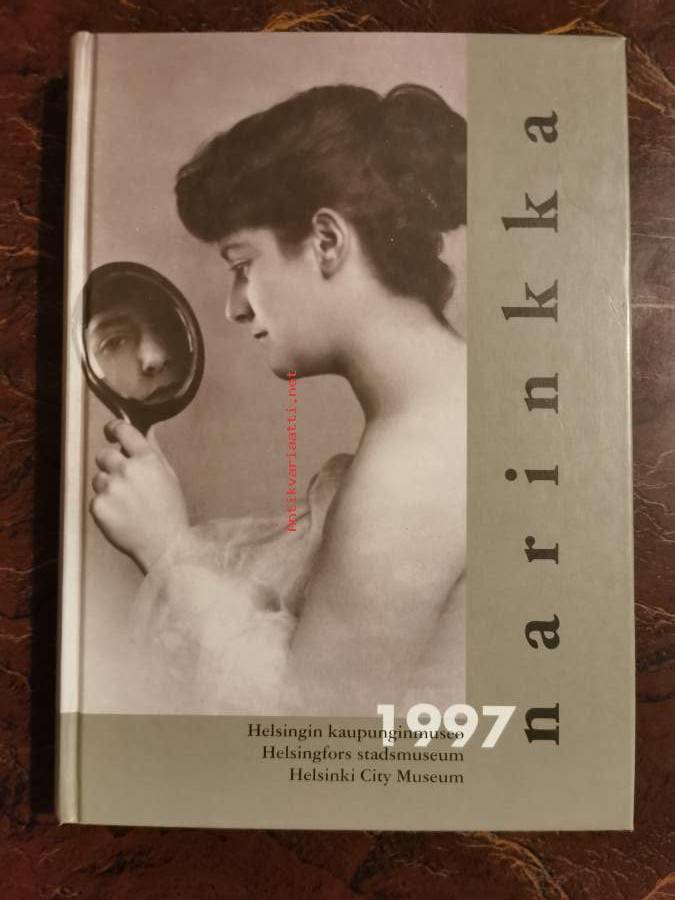 narinkka
1997
Helsingin kaupunginmuseo
Helsingfors stadsmuseum
Helsinki City Museum
antikvariaatti.net